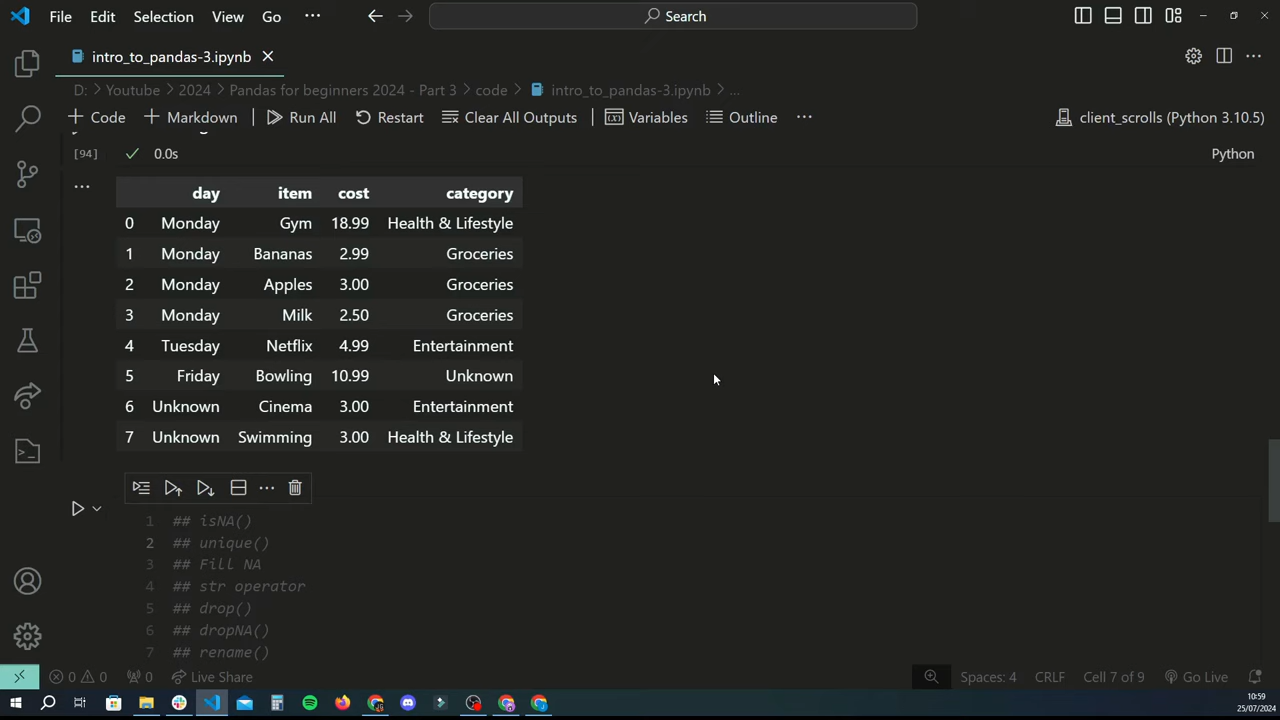 File Edit Selection View Go ··· Search
intro_to_pandas-3.ipynb
D: > Youtube > 2024 > Pandas for beginners 2024 - Part 3 > code > intro_to_pandas-3.ipynb > ...
+ Code + Markdown Run All Restart Clear All Outputs Variables Outline ··· client_scrolls (Python 3.10.5)
[94] 0.0s Python
day item cost category
0 Monday Gym 18.99 Health & Lifestyle
1 Monday Bananas 2.99 Groceries
2 Monday Apples 3.00 Groceries
3 Monday Milk 2.50 Groceries
4 Tuesday Netflix 4.99 Entertainment
5 Friday Bowling 10.99 Unknown
6 Unknown Cinema 3.00 Entertainment
7 Unknown Swimming 3.00 Health & Lifestyle
1 ## isNA()
2 ## unique()
3 ## Fill NA
4 ## str operator
5 ## drop()
6 ## dropNA()
7 ## rename()
0 0 0 Live Share Spaces: 4 CRLF Cell 7 of 9 Go Live
10:59
25/07/2024